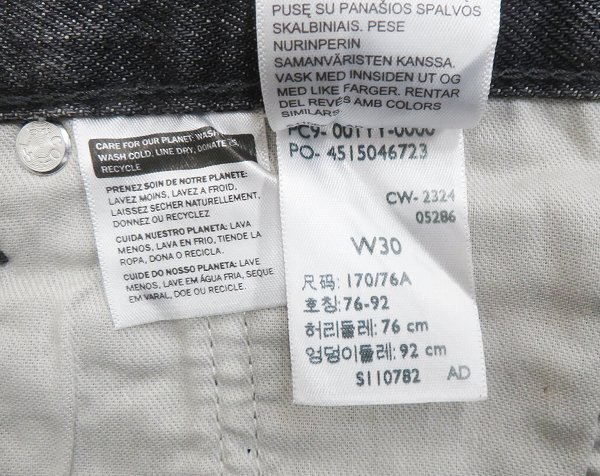 PUSĘ SU PANAŠIOS SPALVOS
SKALBINIAIS. PESE
NURINPERIN
SAMANVÄRISTEN KANSSA.
VASK MED INNSIDEN UT OG
MED LIKE FARGER. RENTAR
DEL REVÉS AMB COLORS
SIMILARS
CARE FOR OUR PLANET: WASH
WASH COLD, LINE DRY, DONATE
RECYCLE
PRENEZ SOIN DE NOTRE PLANETE:
LAVEZ MOINS, LAVEZ A FROID,
LAISSEZ SECHER NATURELLEMENT,
DONNEZ OU RECYCLEZ
CUIDA NUESTRO PLANETA: LAVA
MENOS, LAVA EN FRIO, TIENDE LA
ROPA, DONA O RECICLA.
CUIDE DO NOSSO PLANETA: LAVE
MENOS, LAVE EM ÁGUA FRIA, SEQUE
EM VARAL, DOE OU RECICLE.
PC9- 00111-0000
PO- 4515046723
CW- 2324
05286
W30
尺码: 170/76A
호칭: 76-92
허리둘레: 76 cm
엉덩이둘레: 92 cm
S110782 AD